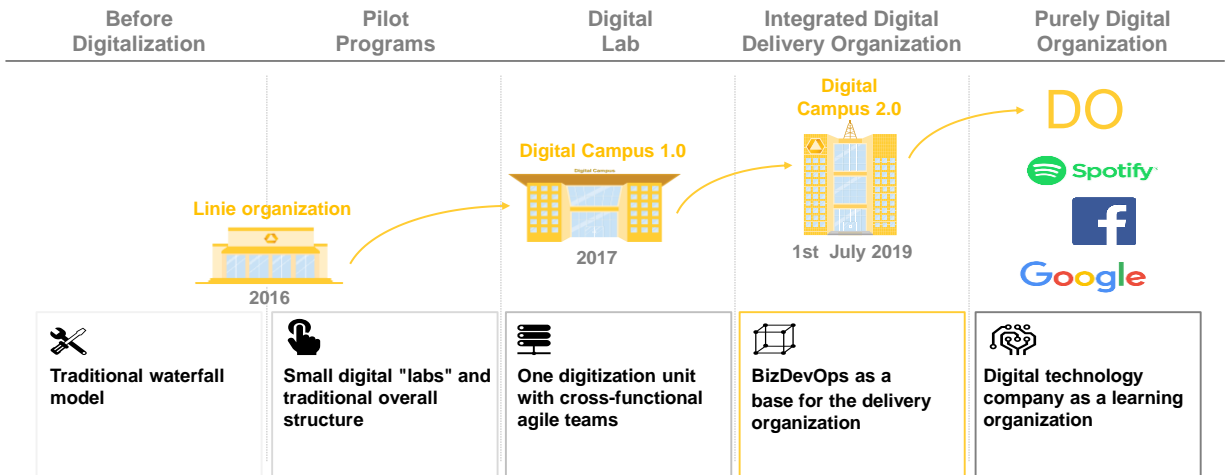 Before
Digitalization
Pilot
Programs
Digital
Lab
Integrated Digital
Delivery Organization
Purely Digital
Organization
Linie organization
2016
Digital Campus 1.0
Digital Campus
2017
Digital
Campus 2.0
1st July 2019
DO
Spotify
f
Google
Traditional waterfall
model
Small digital "labs" and
traditional overall
structure
One digitization unit
with cross-functional
agile teams
BizDevOps as a
base for the delivery
organization
Digital technology
company as a learning
organization